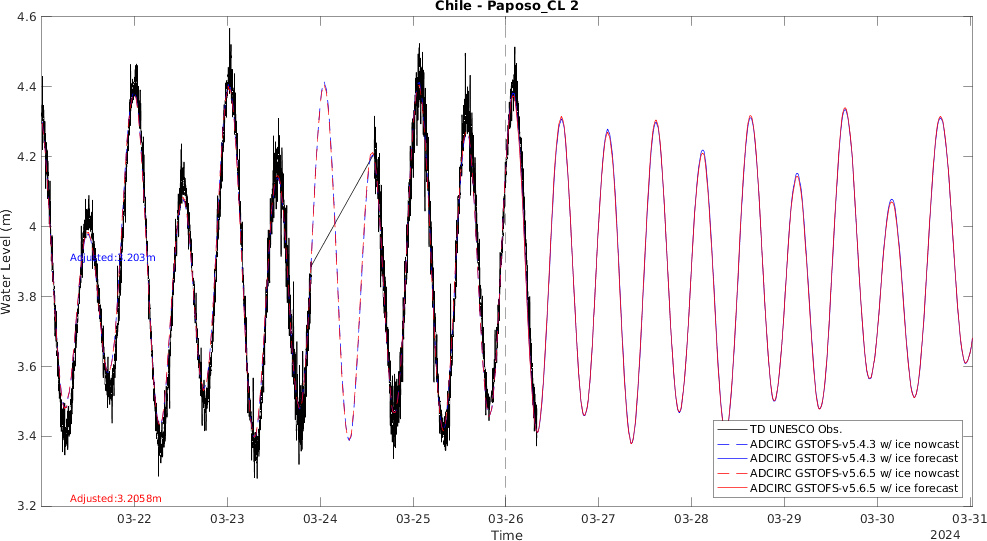 Chile - Paposo_CL 2
4.6
4.4
4.2
4
3.8
3.6
3.4
3.2
Water Level (m)
Adjusted:3.203m
Adjusted:3.2058m
TD UNESCO Obs.
ADCIRC GSTOFS-v5.4.3 w/ ice nowcast
ADCIRC GSTOFS-v5.4.3 w/ ice forecast
ADCIRC GSTOFS-v5.6.5 w/ ice nowcast
ADCIRC GSTOFS-v5.6.5 w/ ice forecast
03-22 03-23 03-24 03-25 03-26 03-27 03-28 03-29 03-30 03-31
Time
2024